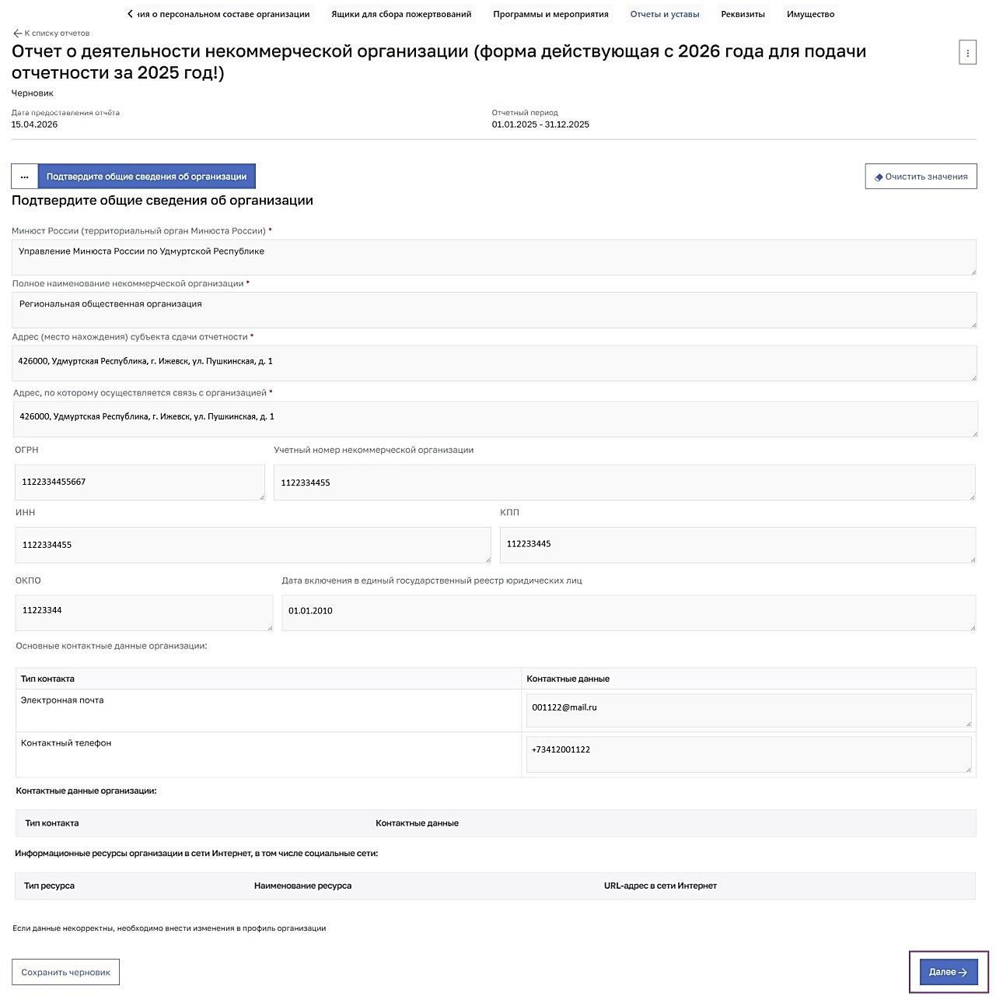 ия о персональном составе организации Ящики для сбора пожертвований Программы и мероприятия Отчеты и уставы Реквизиты Имущество
К списку отчетов
Отчет о деятельности некоммерческой организации (форма действующая с 2026 года для подачи
отчетности за 2025 год!)
Черновик
Дата предоставления отчёта Отчетный период
15.04.2026 01.01.2025 - 31.12.2025
... Подтвердите общие сведения об организации Очистить значения
Подтвердите общие сведения об организации
Минюст России (территориальный орган Минюста России) *
Управление Минюста России по Удмуртской Республике
Полное наименование некоммерческой организации *
Региональная общественная организация
Адрес (место нахождения) субъекта сдачи отчетности *
426000, Удмуртская Республика, г. Ижевск, ул. Пушкинская, д. 1
Адрес, по которому осуществляется связь с организацией *
426000, Удмуртская Республика, г. Ижевск, ул. Пушкинская, д. 1
ОГРН Учетный номер некоммерческой организации
1122334455667 1122334455
ИНН КПП
1122334455 112233445
ОКПО Дата включения в единый государственный реестр юридических лиц
11223344 01.01.2010
Основные контактные данные организации:
Тип контакта Контактные данные
Электронная почта 001122@mail.ru
Контактный телефон +73412001122
Контактные данные организации:
Тип контакта Контактные данные
Информационные ресурсы организации в сети Интернет, в том числе социальные сети:
Тип ресурса Наименование ресурса URL-адрес в сети Интернет
Если данные некорректны, необходимо внести изменения в профиль организации
Сохранить черновик Далее